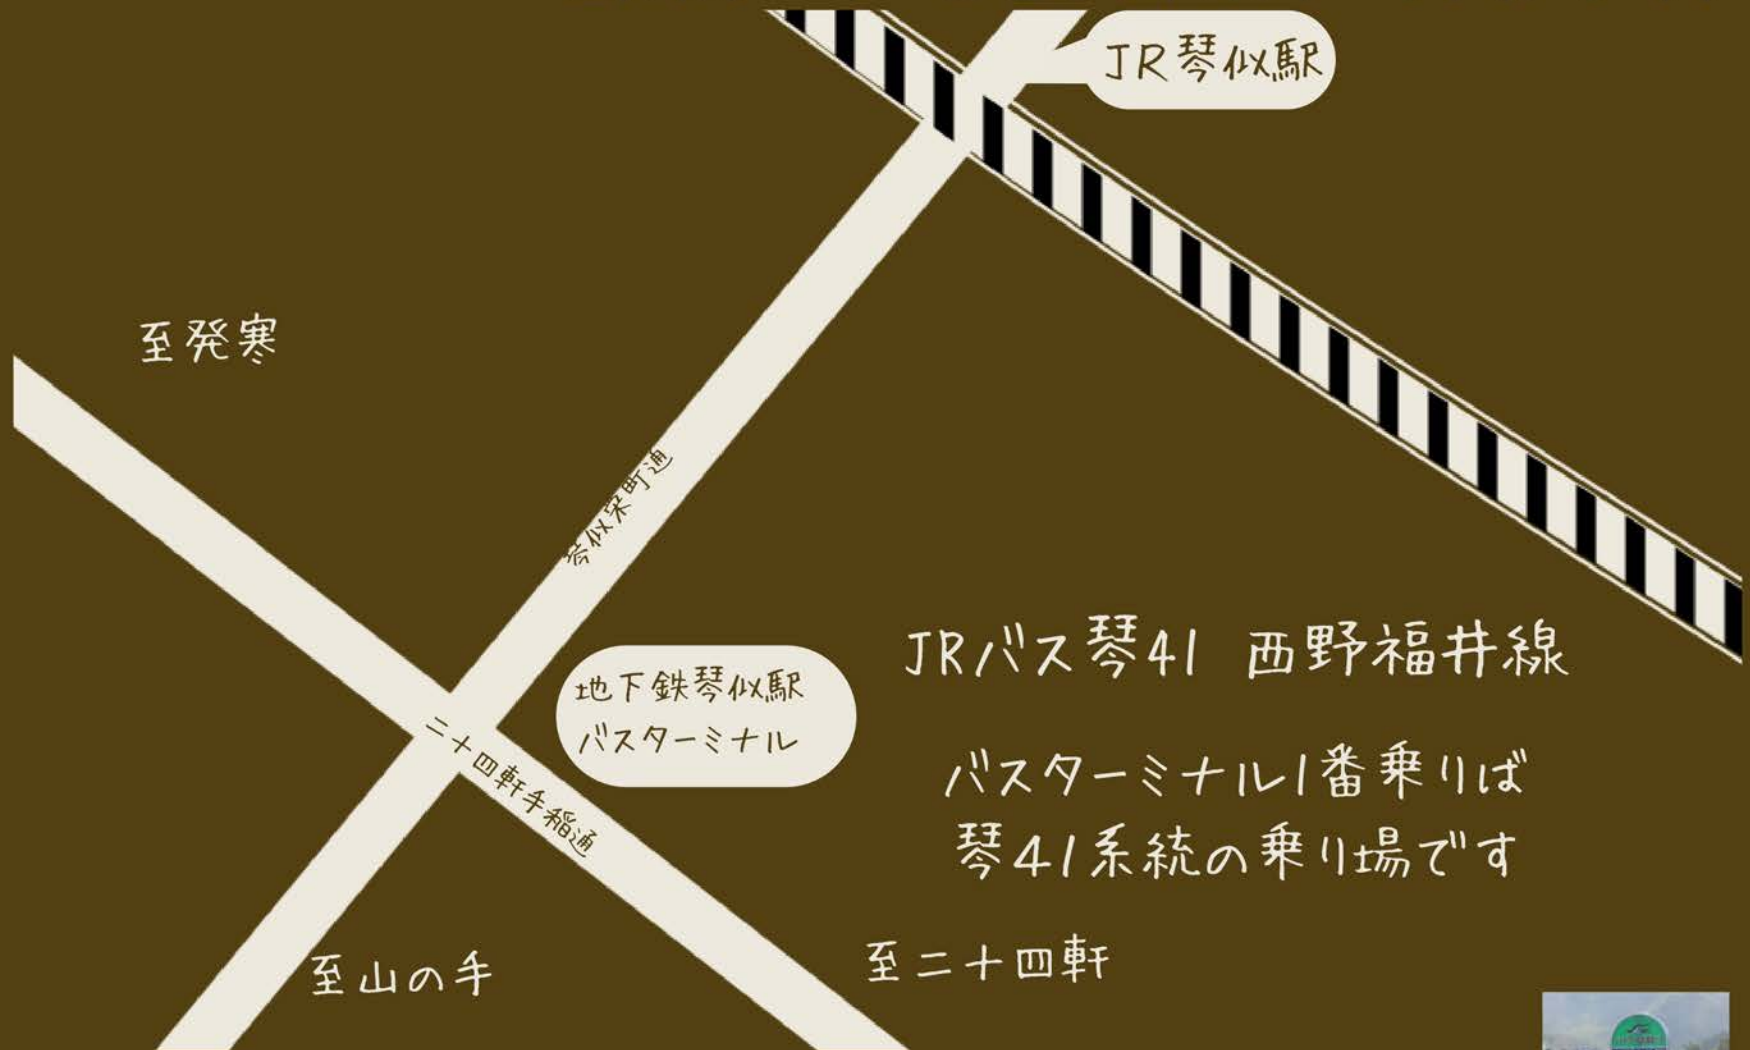 JR琴似駅
至発寒
琴似栄町通
地下鉄琴似駅
バスターミナル
JRバス琴41 西野福井線
二十四軒手稲通
バスターミナル1番乗りば
琴41系統の乗り場です
至山の手
至二十四軒